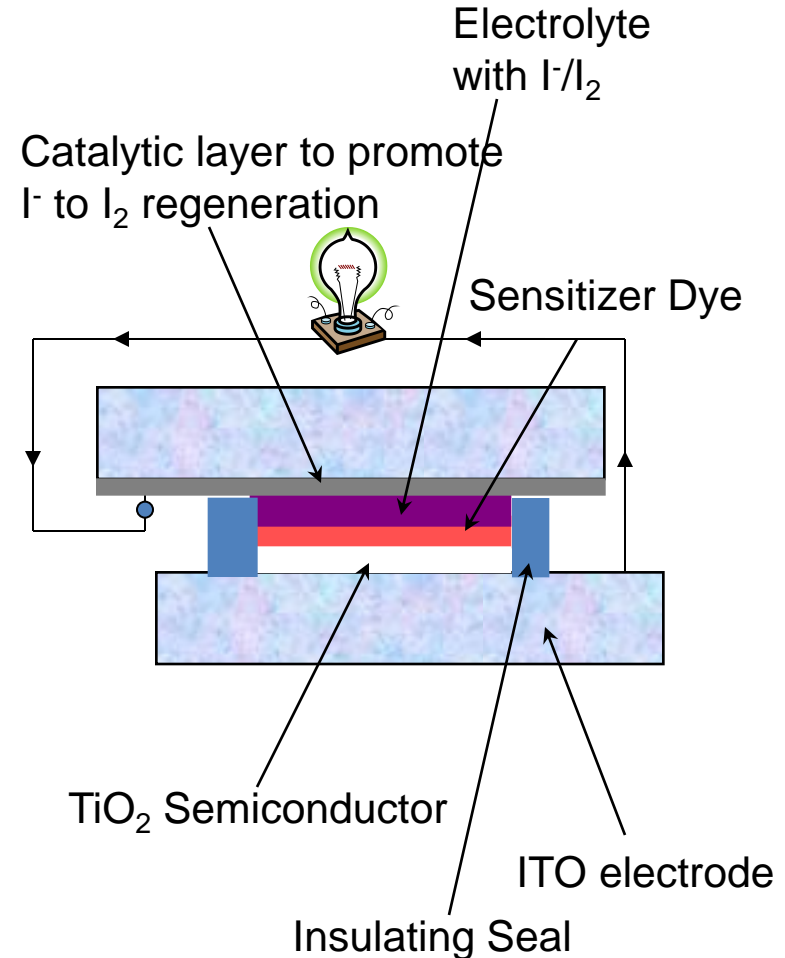 Electrolyte
with I⁻/I₂
Catalytic layer to promote
I⁻ to I₂ regeneration
Sensitizer Dye
TiO₂ Semiconductor
ITO electrode
Insulating Seal